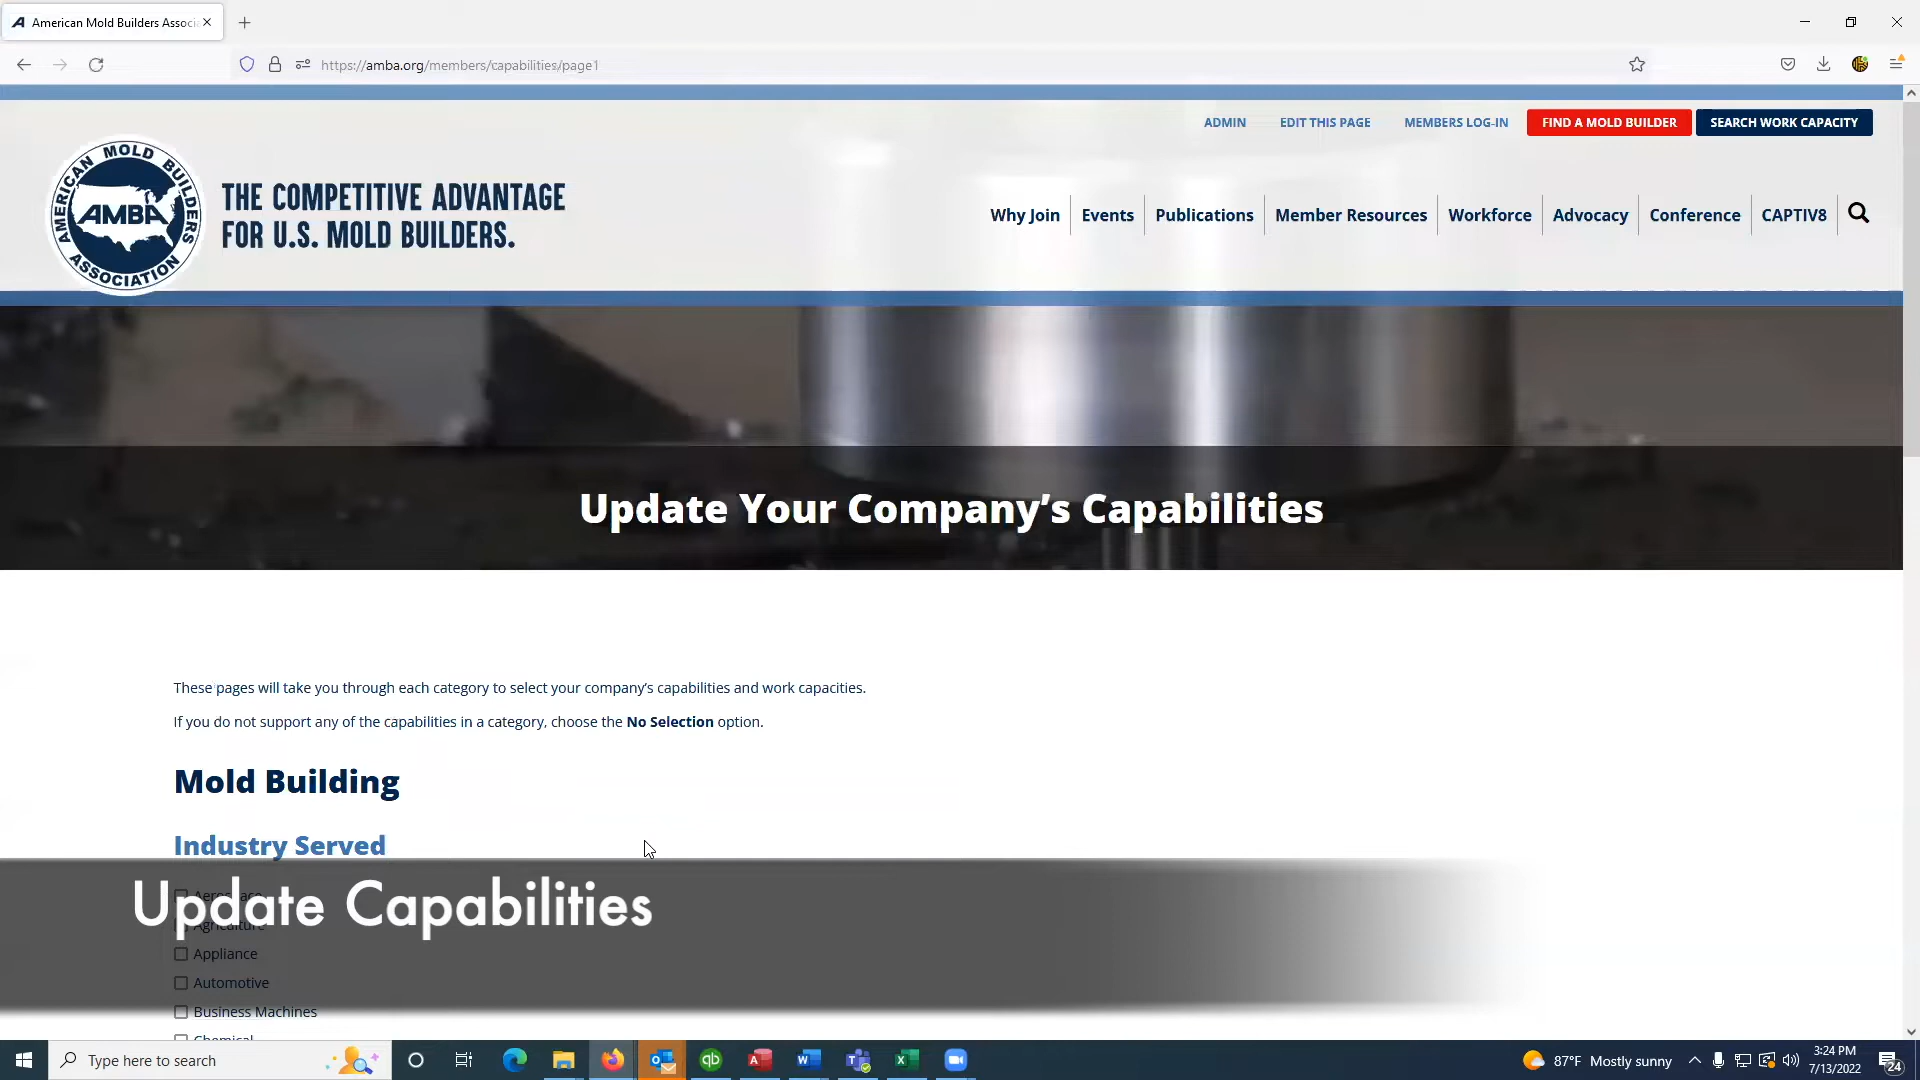 American Mold Builders Associ
https://amba.org/members/capabilities/page1
ADMIN
EDIT THIS PAGE
MEMBERS LOG-IN
FIND A MOLD BUILDER
SEARCH WORK CAPACITY
AMERICAN MOLD BUILDERS
AMBA
ASSOCIATION
THE COMPETITIVE ADVANTAGE
FOR U.S. MOLD BUILDERS.
Why Join
Events
Publications
Member Resources
Workforce
Advocacy
Conference
CAPTIV8
Update Your Company’s Capabilities
These pages will take you through each category to select your company’s capabilities and work capacities.
If you do not support any of the capabilities in a category, choose the No Selection option.
Mold Building
Industry Served
Aerospace
Update Capabilities
Agriculture
Appliance
Automotive
Business Machines
Chemical
Type here to search
87°F Mostly sunny
3:24 PM
7/13/2022
24